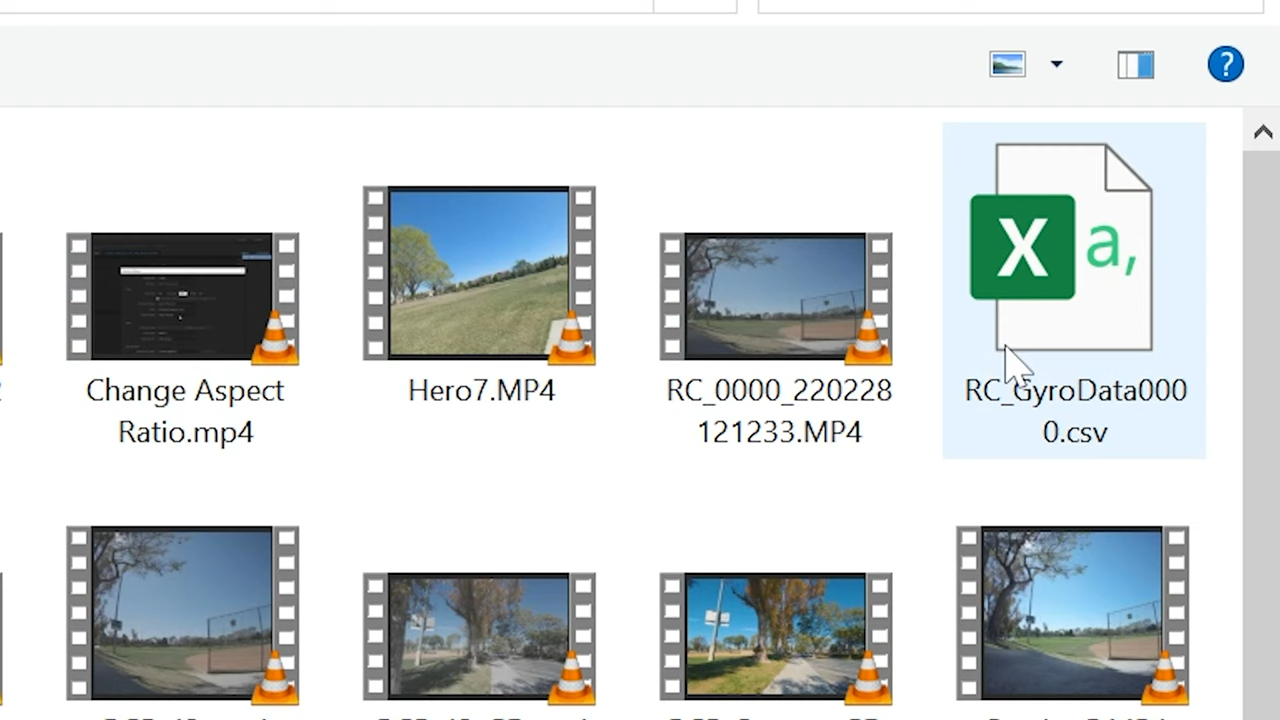 ?
X a,
Change Aspect
Ratio.mp4
Hero7.MP4
RC_0000_220228
121233.MP4
RC_GyroData000
0.csv